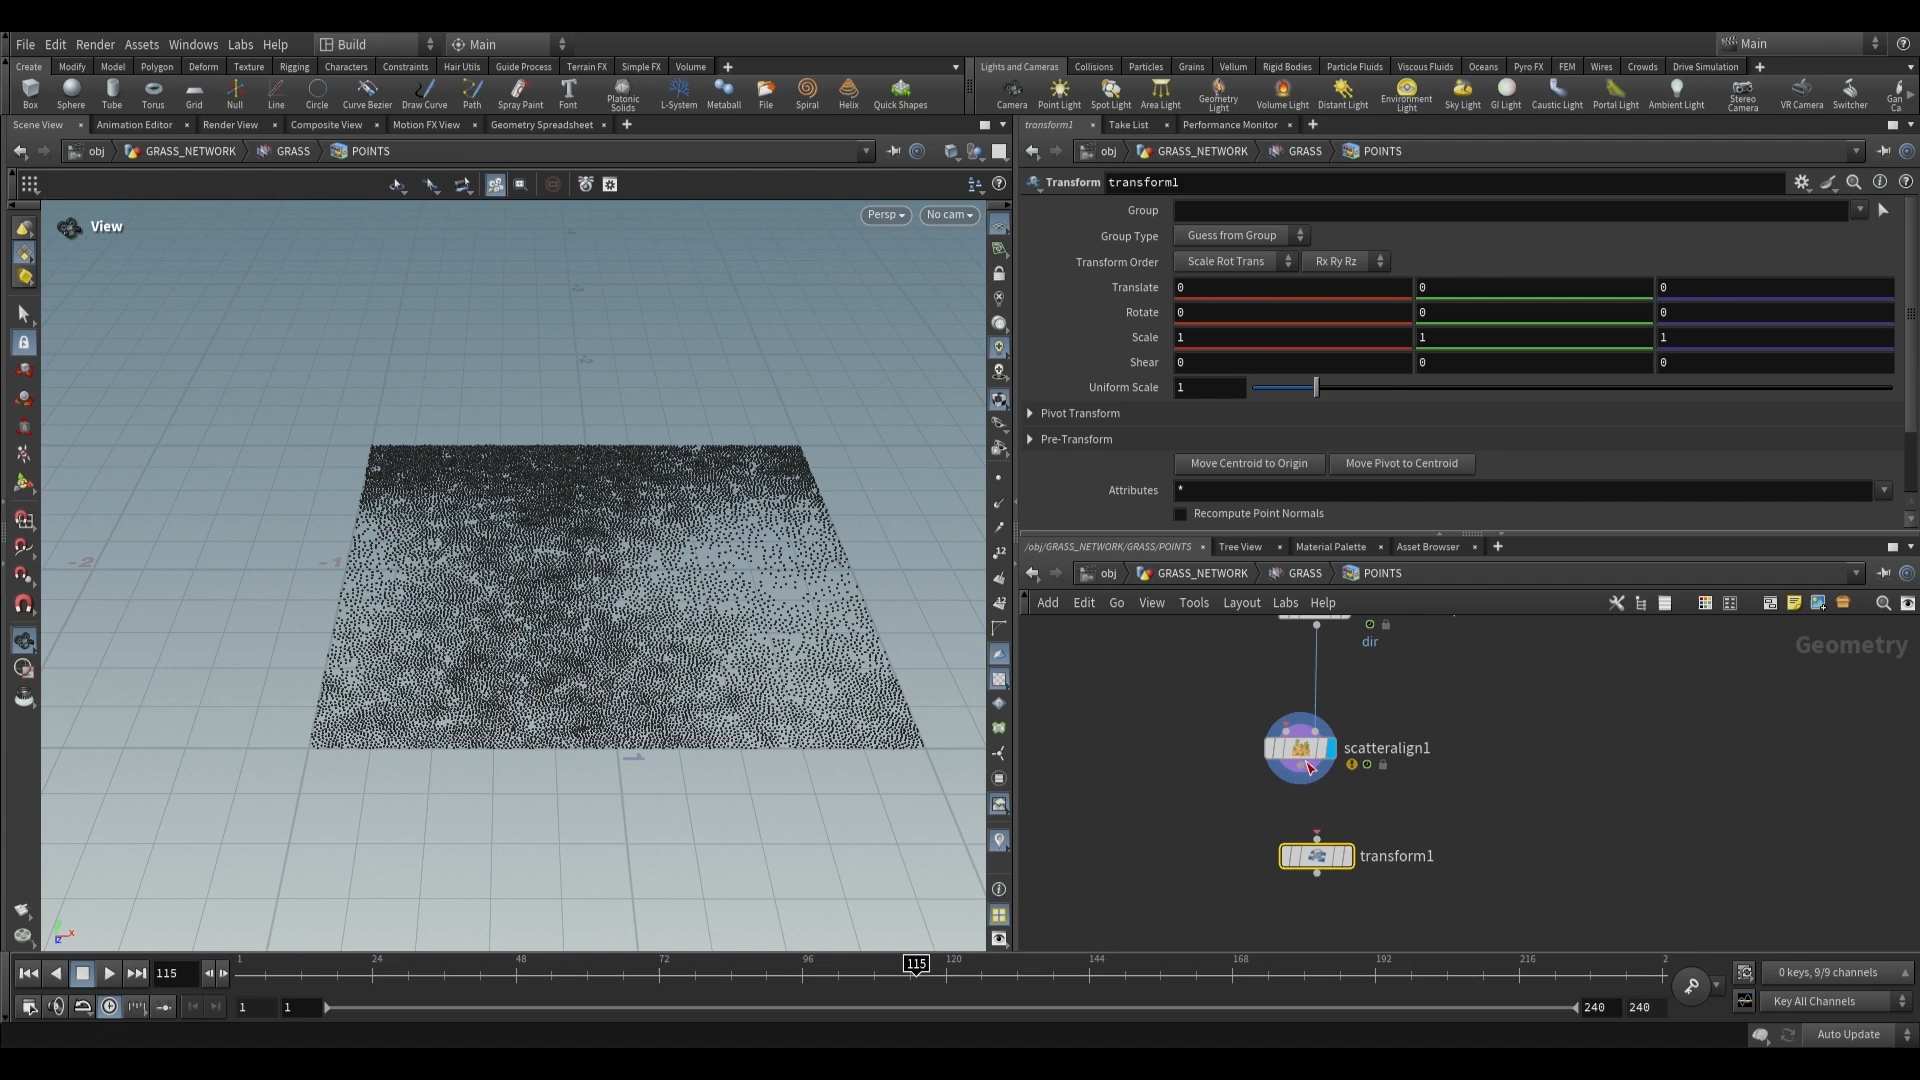 File Edit Render Assets Windows Labs Help Build Main Main
Create Modify Model Polygon Deform Texture Rigging Characters Constraints Hair Utils Guide Process Terrain FX Simple FX Volume
Lights and Cameras Collisions Particles Grains Vellum Rigid Bodies Particle Fluids Viscous Fluids Oceans Pyro FX FEM Wires Crowds Drive Simulation
Box Sphere Tube Torus Grid Null Line Circle Curve Bezier Draw Curve Path Spray Paint Font Platonic Solids L-System Metaball File Spiral Helix Quick Shapes
Camera Point Light Spot Light Area Light Geometry Light Volume Light Distant Light Environment Light Sky Light GI Light Caustic Light Portal Light Ambient Light Stereo Camera VR Camera Switcher Gan Ca
Scene View Animation Editor Render View Composite View Motion FX View Geometry Spreadsheet
transform1 Take List Performance Monitor
obj GRASS_NETWORK GRASS POINTS
obj GRASS_NETWORK GRASS POINTS
Transform transform1
View
Persp No cam
Group
Group Type Guess from Group
Transform Order Scale Rot Trans Rx Ry Rz
Translate 0 0 0
Rotate 0 0 0
Scale 1 1 1
Shear 0 0 0
Uniform Scale 1
Pivot Transform
Pre-Transform
Move Centroid to Origin Move Pivot to Centroid
Attributes *
Recompute Point Normals
/obj/GRASS_NETWORK/GRASS/POINTS Tree View Material Palette Asset Browser
obj GRASS_NETWORK GRASS POINTS
Add Edit Go View Tools Layout Labs Help
Geometry
dir
scatteralign1
transform1
-2 -1
12
12
x
z
115
1 24 48 72 96 115 120 144 168 192 216 2
0 keys, 9/9 channels
1 1 240 240
Key All Channels
Auto Update